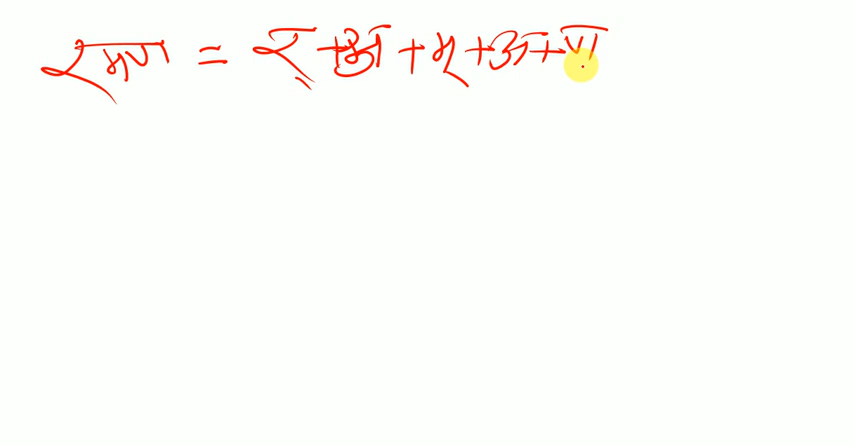 रमण = र् + अ + म् + अ + ण